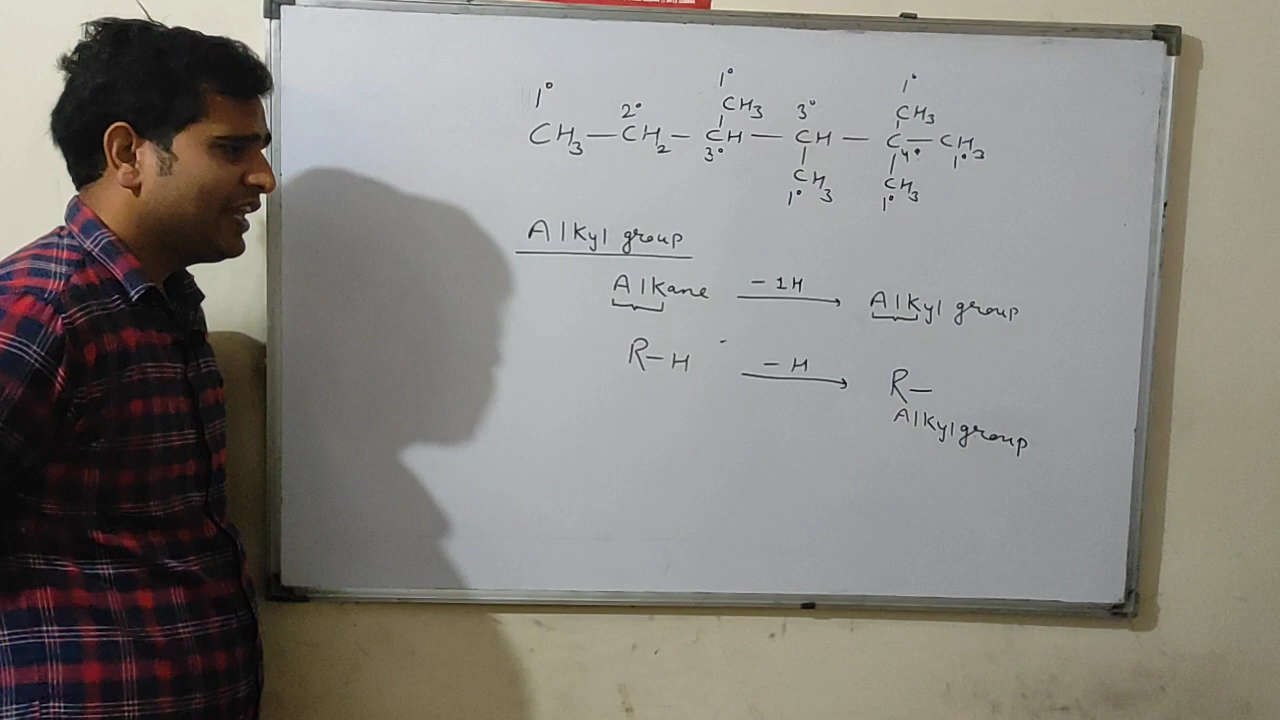 1° 1° 1°
2° CH3 3° CH3
CH3—CH2—CH—CH—C—CH3
3° 4° 1°
CH3 CH3
1° 1°
Alkyl group
Alkane —1H→ Alkyl group
R—H —H→ R—
Alkyl group